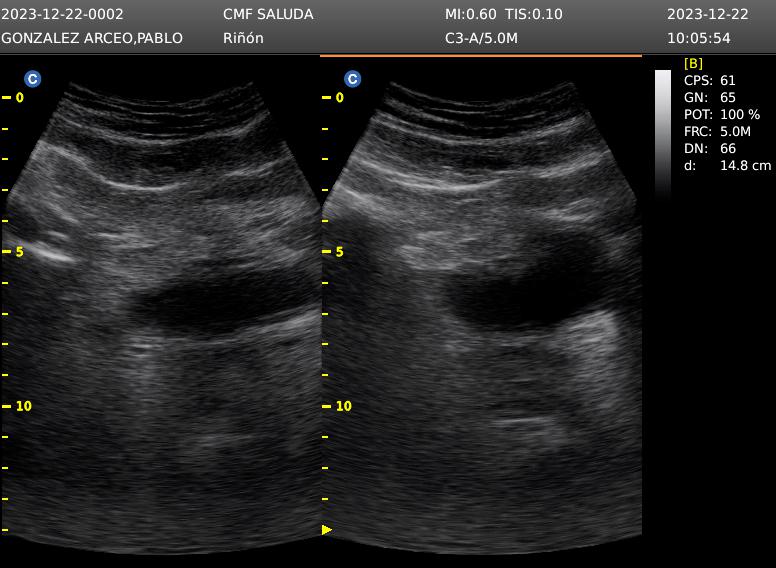 2023-12-22-0002 CMF SALUDA MI:0.60 TIS:0.10 2023-12-22
GONZALEZ ARCEO,PABLO Riñón C3-A/5.0M 10:05:54
[B]
CPS: 61
GN: 65
POT: 100 %
FRC: 5.0M
DN: 66
d: 14.8 cm
C C
0 0
5 5
10 10